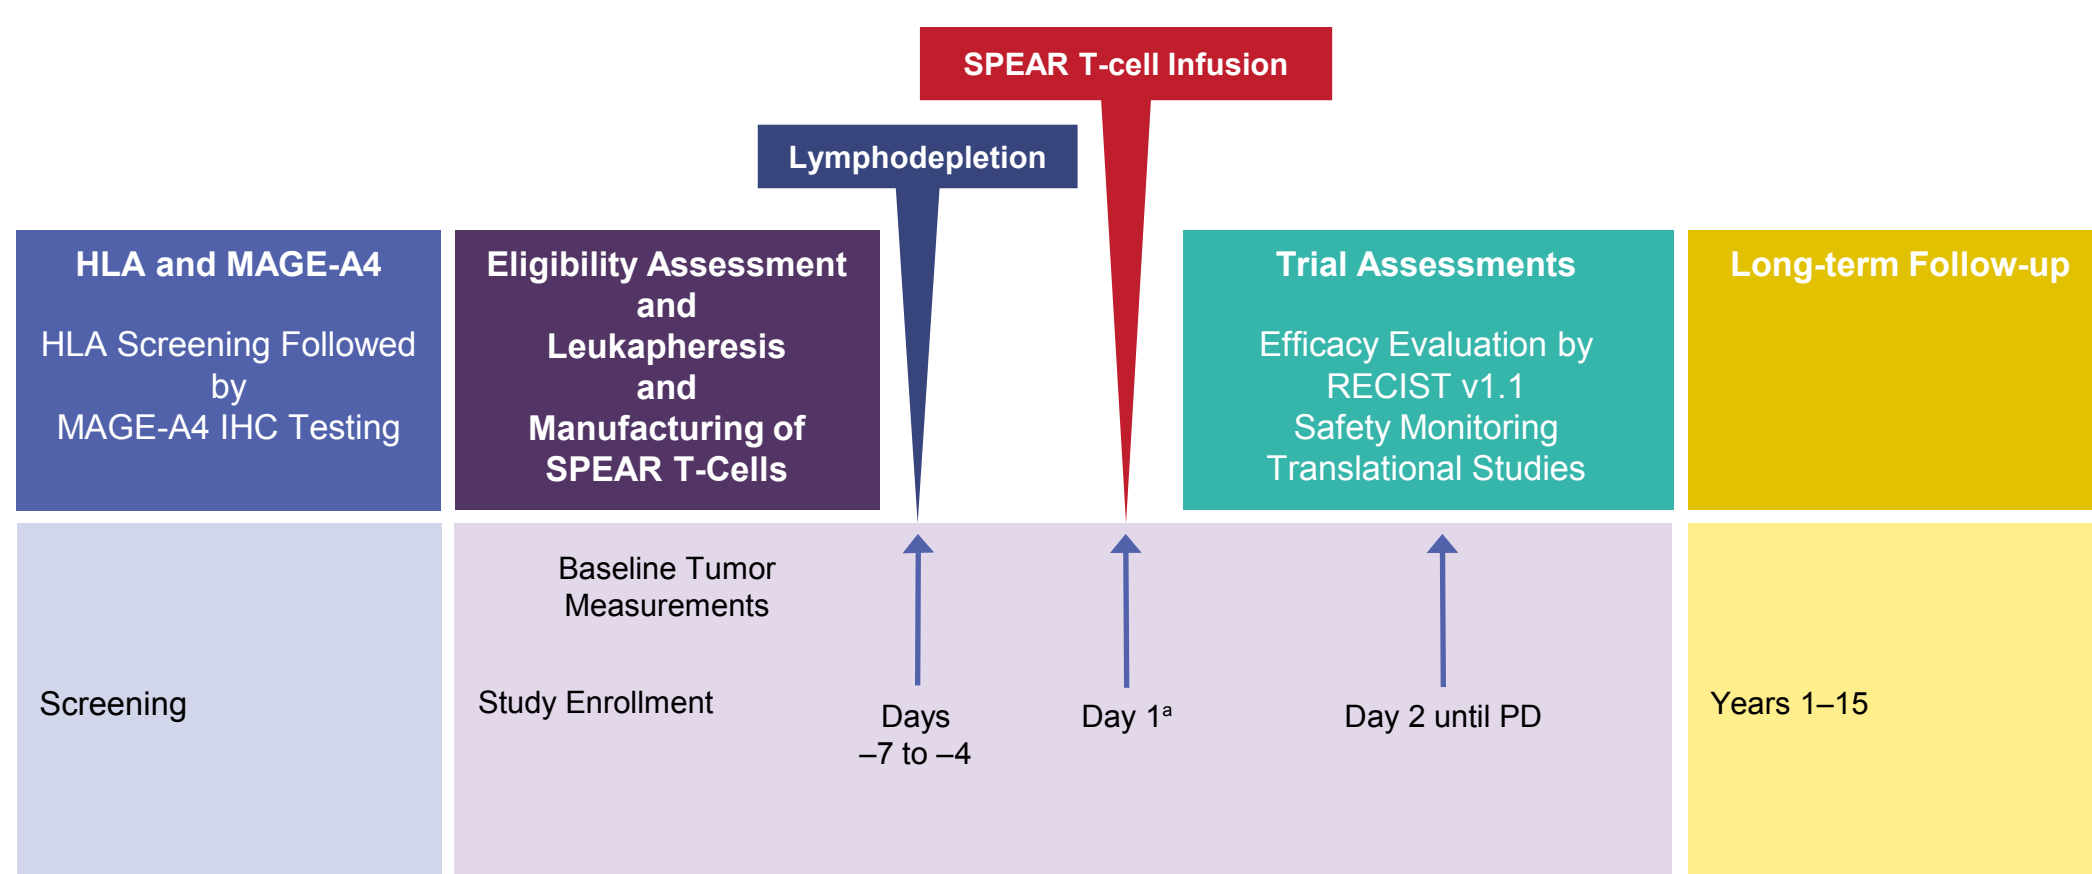 SPEAR T-cell Infusion
Lymphodepletion
HLA and MAGE-A4
HLA Screening Followed
by
MAGE-A4 IHC Testing
Eligibility Assessment
and
Leukapheresis
and
Manufacturing of
SPEAR T-Cells
Trial Assessments
Efficacy Evaluation by
RECIST v1.1
Safety Monitoring
Translational Studies
Long-term Follow-up
Screening
Baseline Tumor
Measurements
Study Enrollment
Days
–7 to –4
Day 1ᵃ
Day 2 until PD
Years 1–15